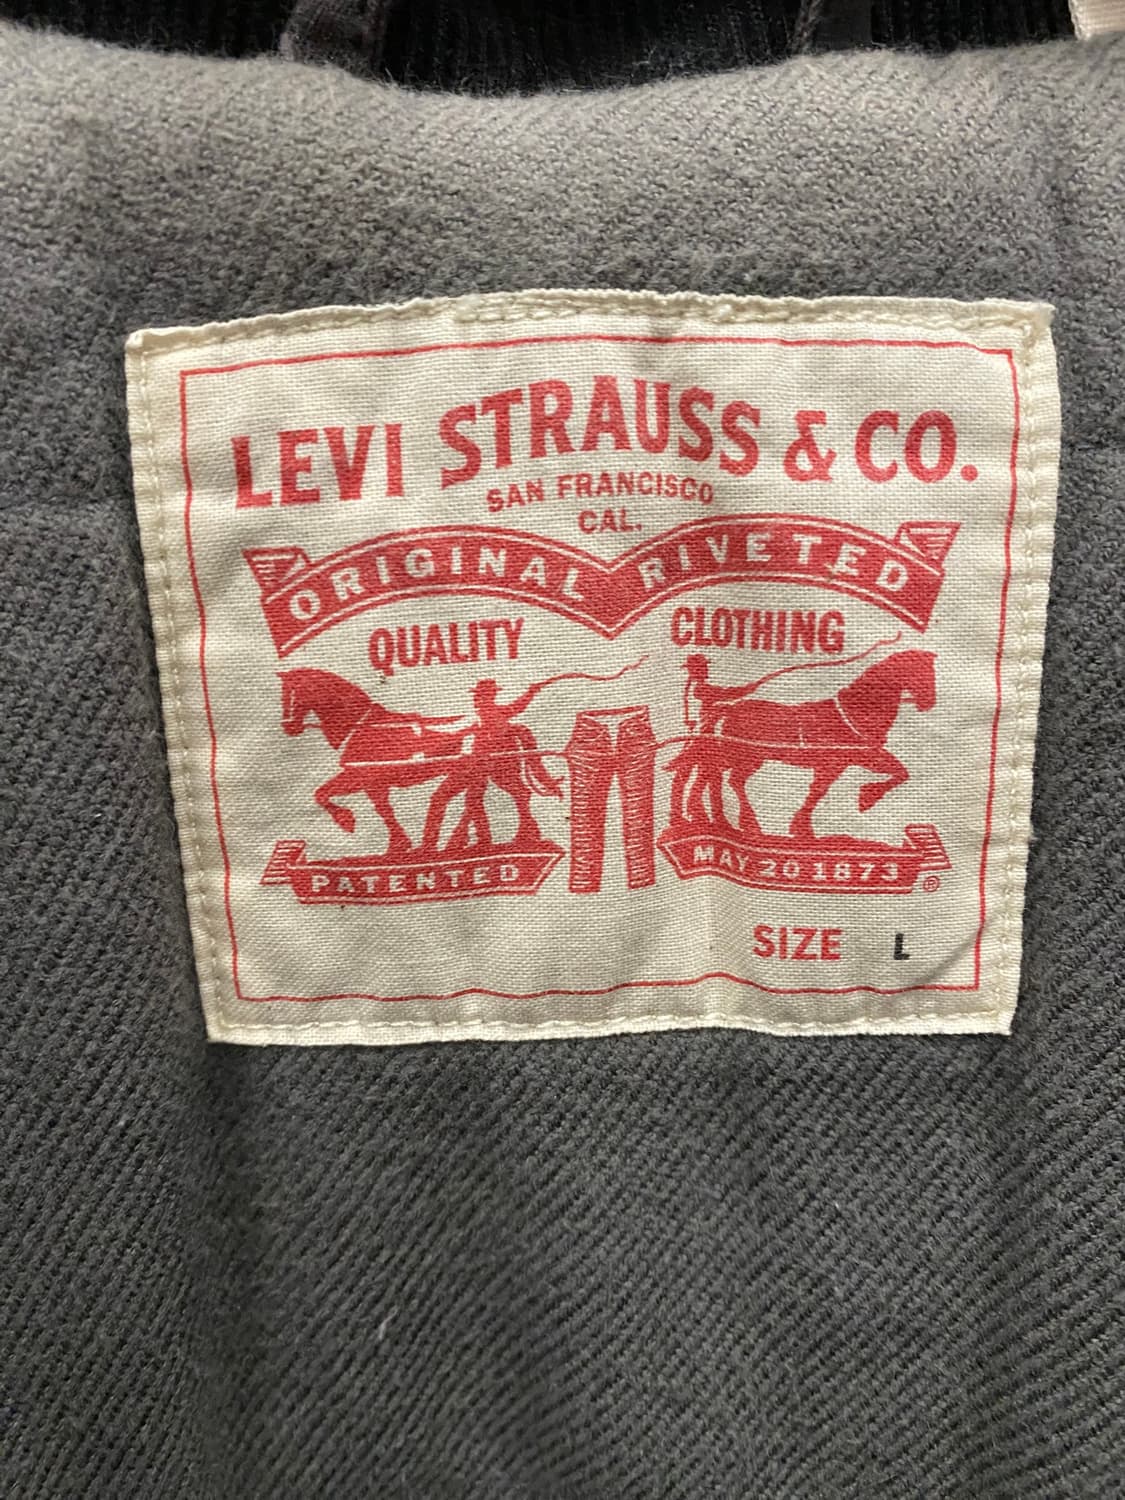 LEVI STRAUSS & CO.
SAN FRANCISCO
CAL.
ORIGINAL RIVETED
QUALITY CLOTHING
PATENTED MAY 20 1873 ®
SIZE L